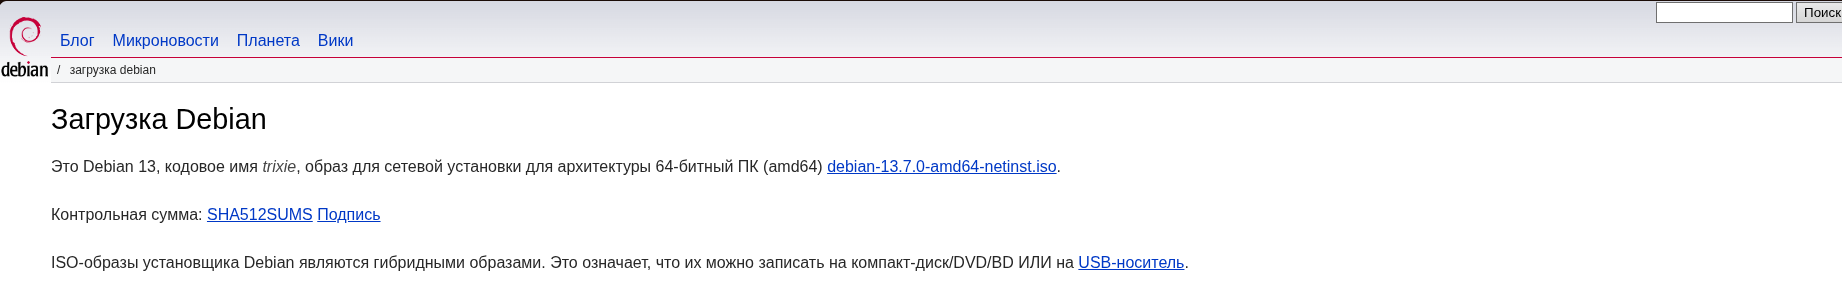 Поиск
Блог Микроновости Планета Вики
debian / загрузка debian
Загрузка Debian
Это Debian 13, кодовое имя trixie, образ для сетевой установки для архитектуры 64-битный ПК (amd64) debian-13.7.0-amd64-netinst.iso.
Контрольная сумма: SHA512SUMS Подпись
ISO-образы установщика Debian являются гибридными образами. Это означает, что их можно записать на компакт-диск/DVD/BD ИЛИ на USB-носитель.